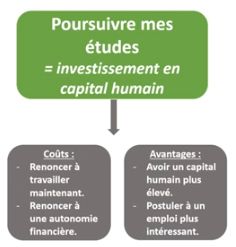 Poursuivre mes
études
= investissement en
capital humain
Coûts :
- Renoncer à
travailler
maintenant.
- Renoncer à
une autonomie
financière.
Avantages :
- Avoir un capital
humain plus
élevé.
- Postuler à un
emploi plus
intéressant.